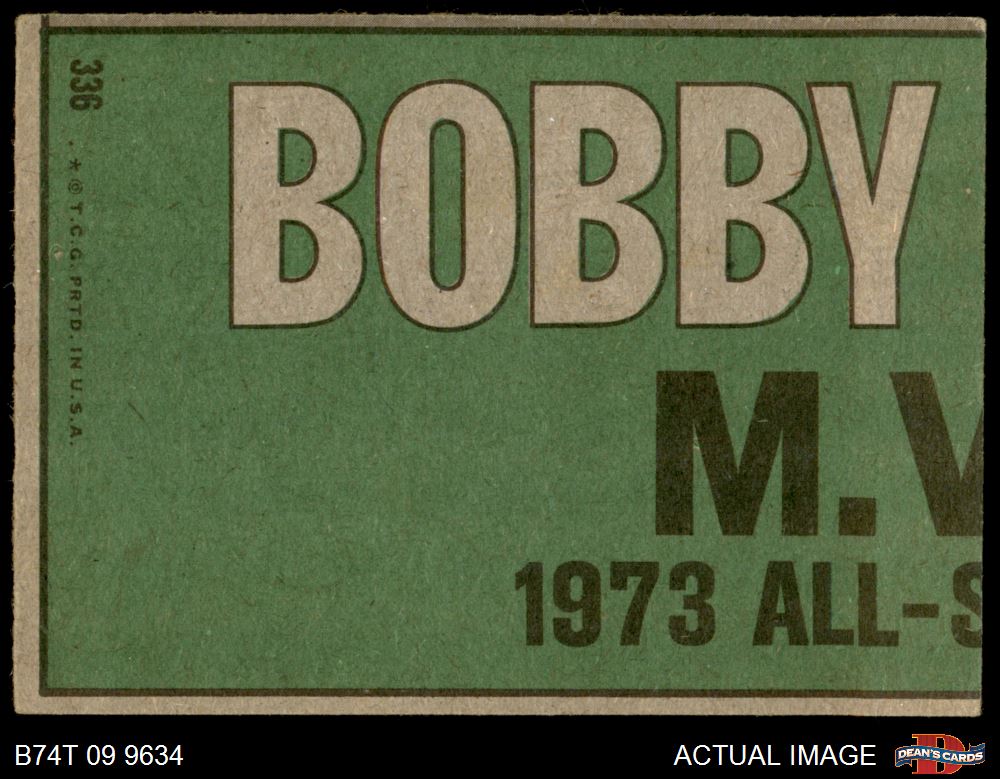 336 . * © T.C.G. PRTD. IN U.S.A.
BOBBY
M.V
1973 ALL-S
B74T 09 9634
ACTUAL IMAGE
DEAN'S CARDS